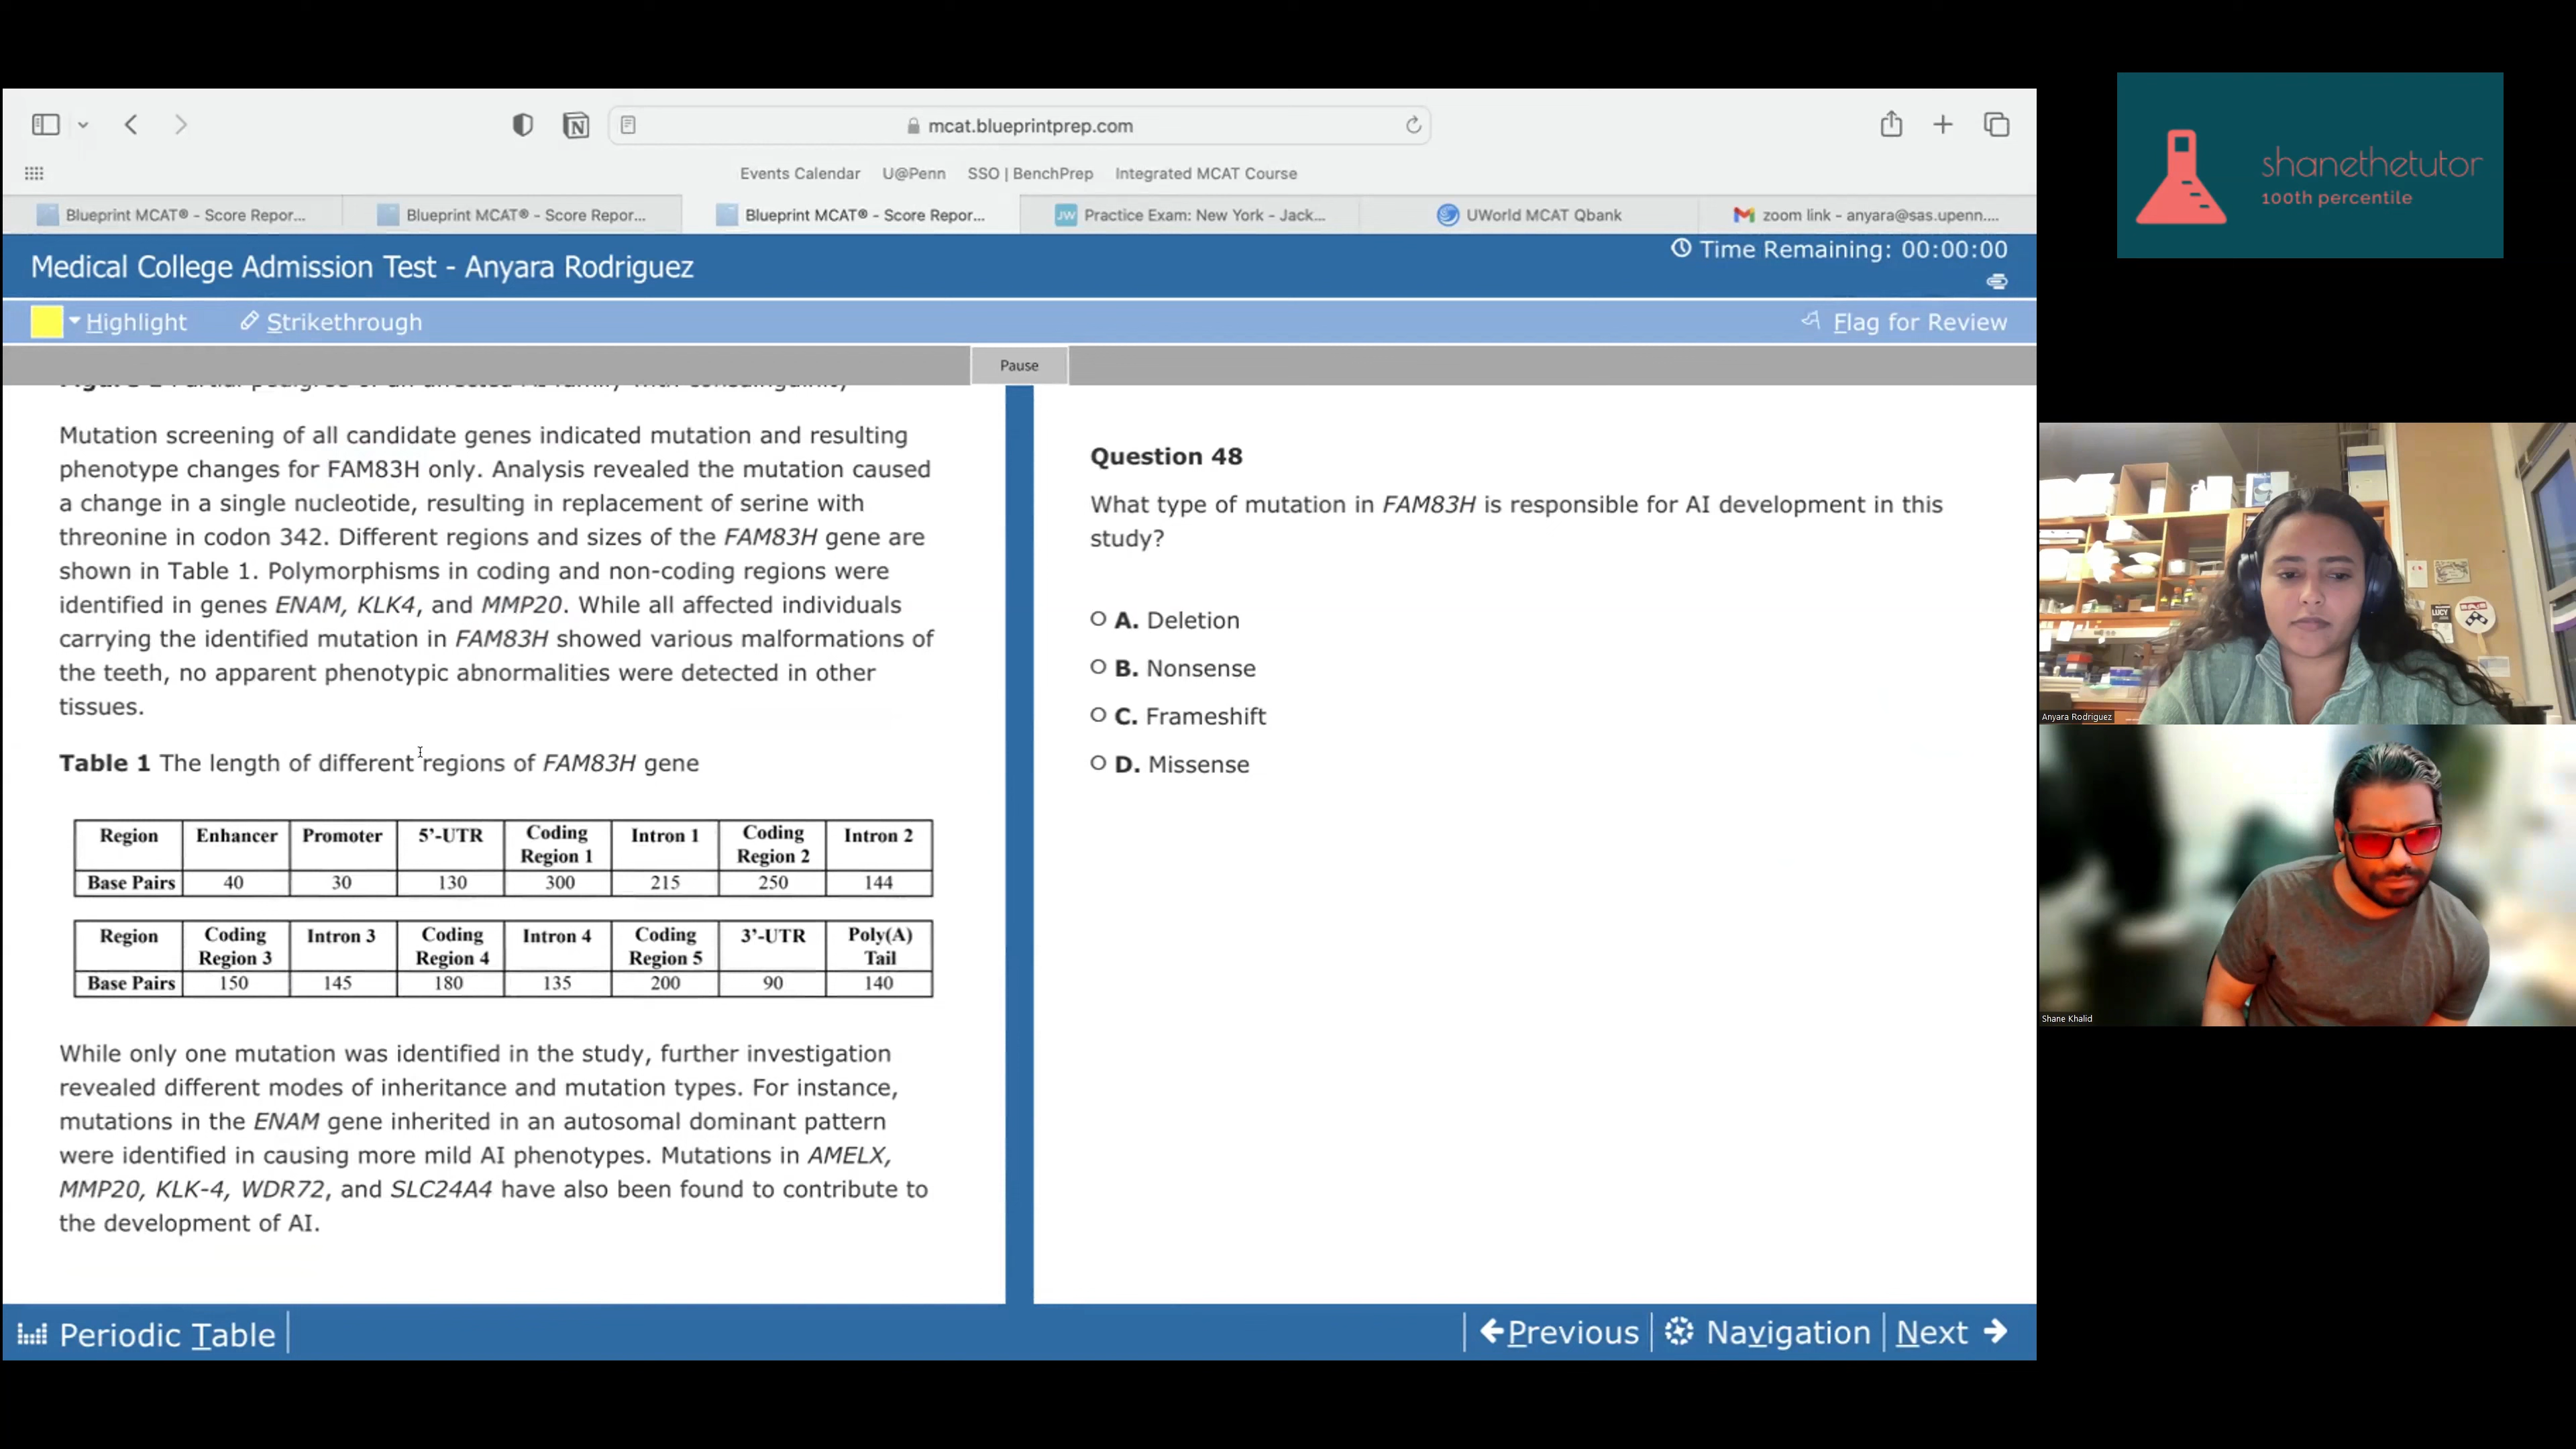 mcat.blueprintprep.com
Events Calendar U@Penn SSO | BenchPrep Integrated MCAT Course
Blueprint MCAT® - Score Repor... Blueprint MCAT® - Score Repor... Blueprint MCAT® - Score Repor... Practice Exam: New York - Jack... UWorld MCAT Qbank zoom link - anyara@sas.upenn....
Medical College Admission Test - Anyara Rodriguez
Time Remaining: 00:00:00
Highlight Strikethrough Flag for Review
Pause
Mutation screening of all candidate genes indicated mutation and resulting
phenotype changes for FAM83H only. Analysis revealed the mutation caused
a change in a single nucleotide, resulting in replacement of serine with
threonine in codon 342. Different regions and sizes of the FAM83H gene are
shown in Table 1. Polymorphisms in coding and non-coding regions were
identified in genes ENAM, KLK4, and MMP20. While all affected individuals
carrying the identified mutation in FAM83H showed various malformations of
the teeth, no apparent phenotypic abnormalities were detected in other
tissues.
Table 1 The length of different regions of FAM83H gene
Region Enhancer Promoter 5'-UTR Coding Region 1 Intron 1 Coding Region 2 Intron 2
Base Pairs 40 30 130 300 215 250 144
Region Coding Region 3 Intron 3 Coding Region 4 Intron 4 Coding Region 5 3'-UTR Poly(A) Tail
Base Pairs 150 145 180 135 200 90 140
While only one mutation was identified in the study, further investigation
revealed different modes of inheritance and mutation types. For instance,
mutations in the ENAM gene inherited in an autosomal dominant pattern
were identified in causing more mild AI phenotypes. Mutations in AMELX,
MMP20, KLK-4, WDR72, and SLC24A4 have also been found to contribute to
the development of AI.
Question 48
What type of mutation in FAM83H is responsible for AI development in this
study?
A. Deletion
B. Nonsense
C. Frameshift
D. Missense
Periodic Table
Previous Navigation Next
shanethetutor
100th percentile
Anyara Rodriguez
Shane Khalid